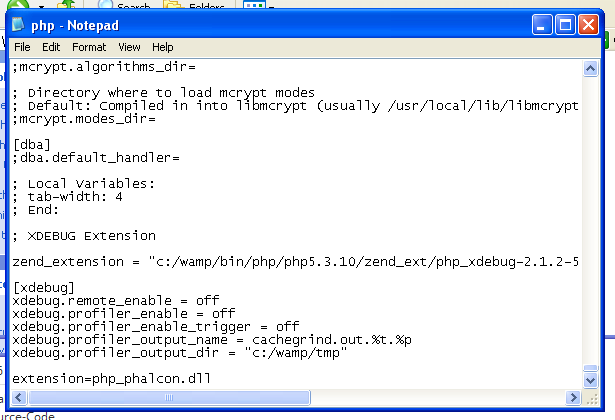 Search
Folders
php - Notepad
File Edit Format View Help
;mcrypt.algorithms_dir=
; Directory where to load mcrypt modes
; Default: Compiled in into libmcrypt (usually /usr/local/lib/libmcrypt
;mcrypt.modes_dir=
[dba]
;dba.default_handler=
; Local Variables:
; tab-width: 4
; End:
; XDEBUG Extension
zend_extension = "c:/wamp/bin/php/php5.3.10/zend_ext/php_xdebug-2.1.2-5
[xdebug]
xdebug.remote_enable = off
xdebug.profiler_enable = off
xdebug.profiler_enable_trigger = off
xdebug.profiler_output_name = cachegrind.out.%t.%p
xdebug.profiler_output_dir = "c:/wamp/tmp"
extension=php_phalcon.dll
urce-Code